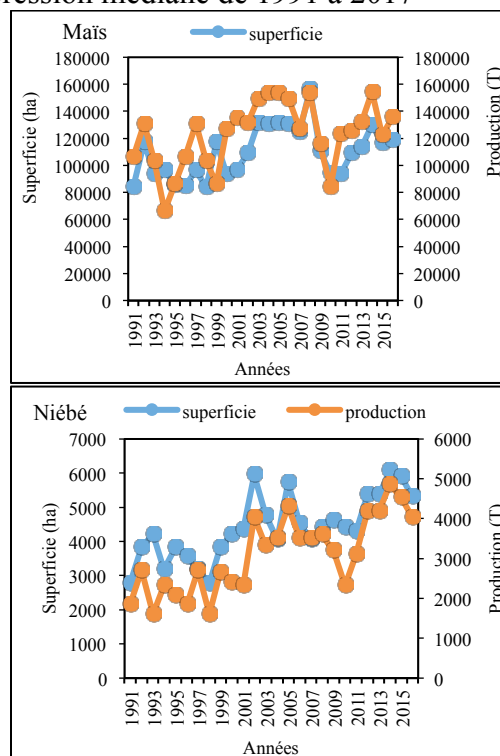 ression médiane de 1991 à 2017
Maïs
superficie
180000 180000
160000 160000
140000 140000
120000 120000
100000 100000
80000 80000
60000 60000
40000 40000
20000 20000
0 0
Superficie (ha)
Production (T)
1991 1993 1995 1997 1999 2001 2003 2005 2007 2009 2011 2013 2015
Années
Niébé
superficie production
7000 6000
6000 5000
5000 4000
4000 3000
3000 2000
2000 1000
1000 0
0
Superficie (ha)
Production (T)
1991 1993 1995 1997 1999 2001 2003 2005 2007 2009 2011 2013 2015
Années